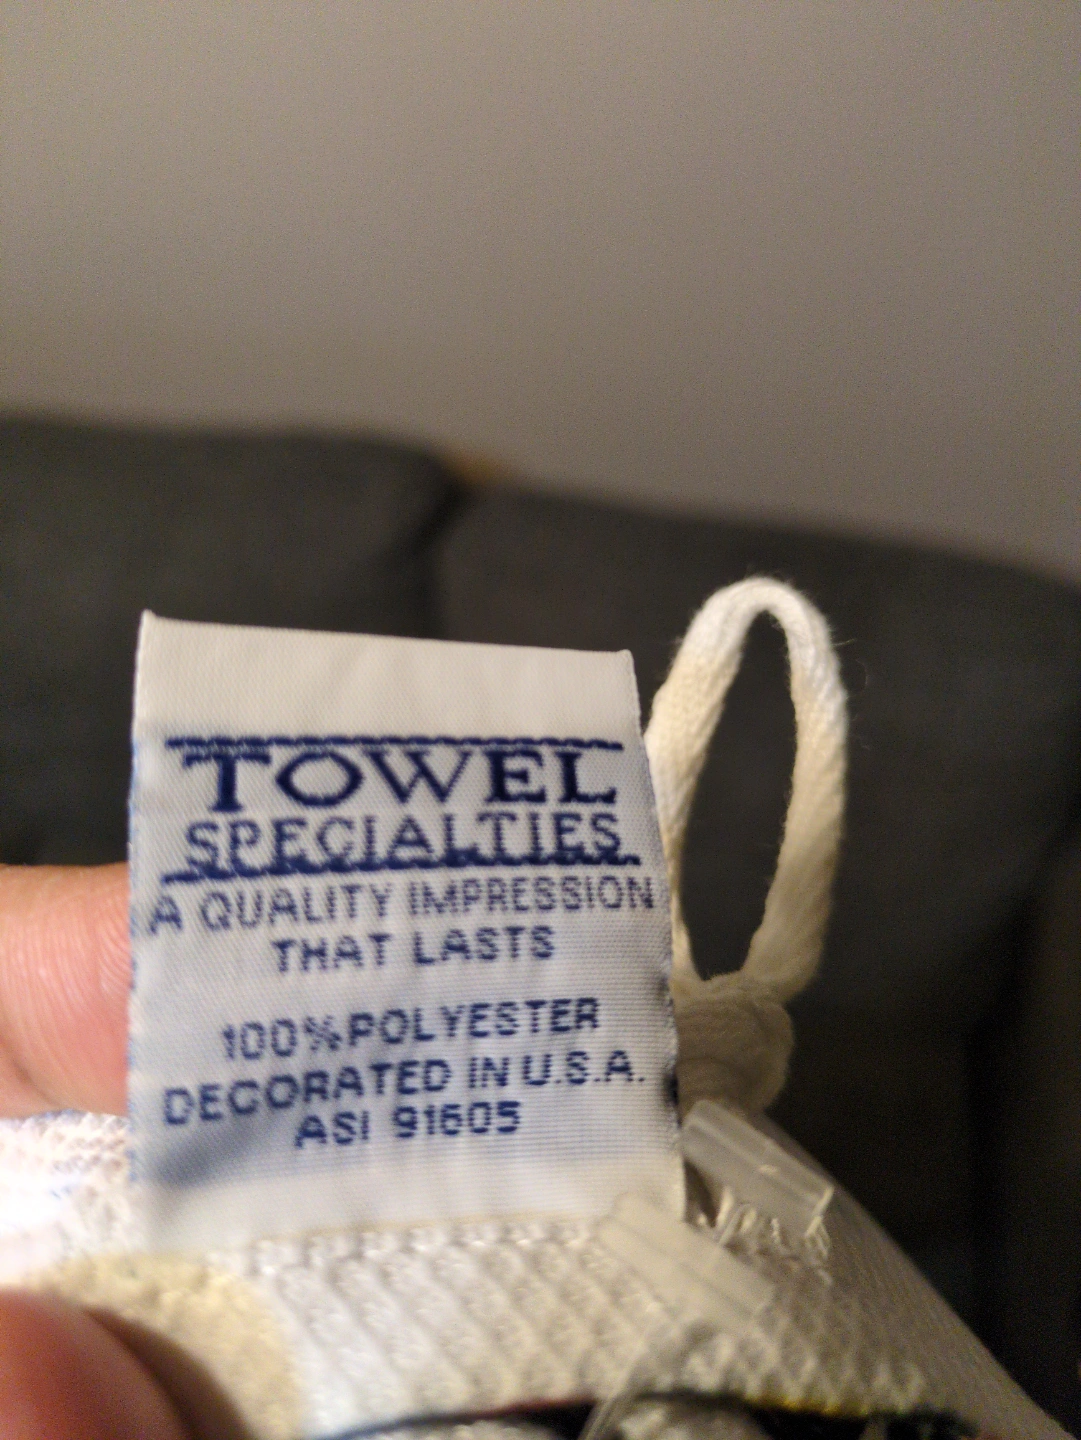 TOWEL
SPECIALTIES
A QUALITY IMPRESSION
THAT LASTS
100% POLYESTER
DECORATED IN U.S.A.
ASI 91605